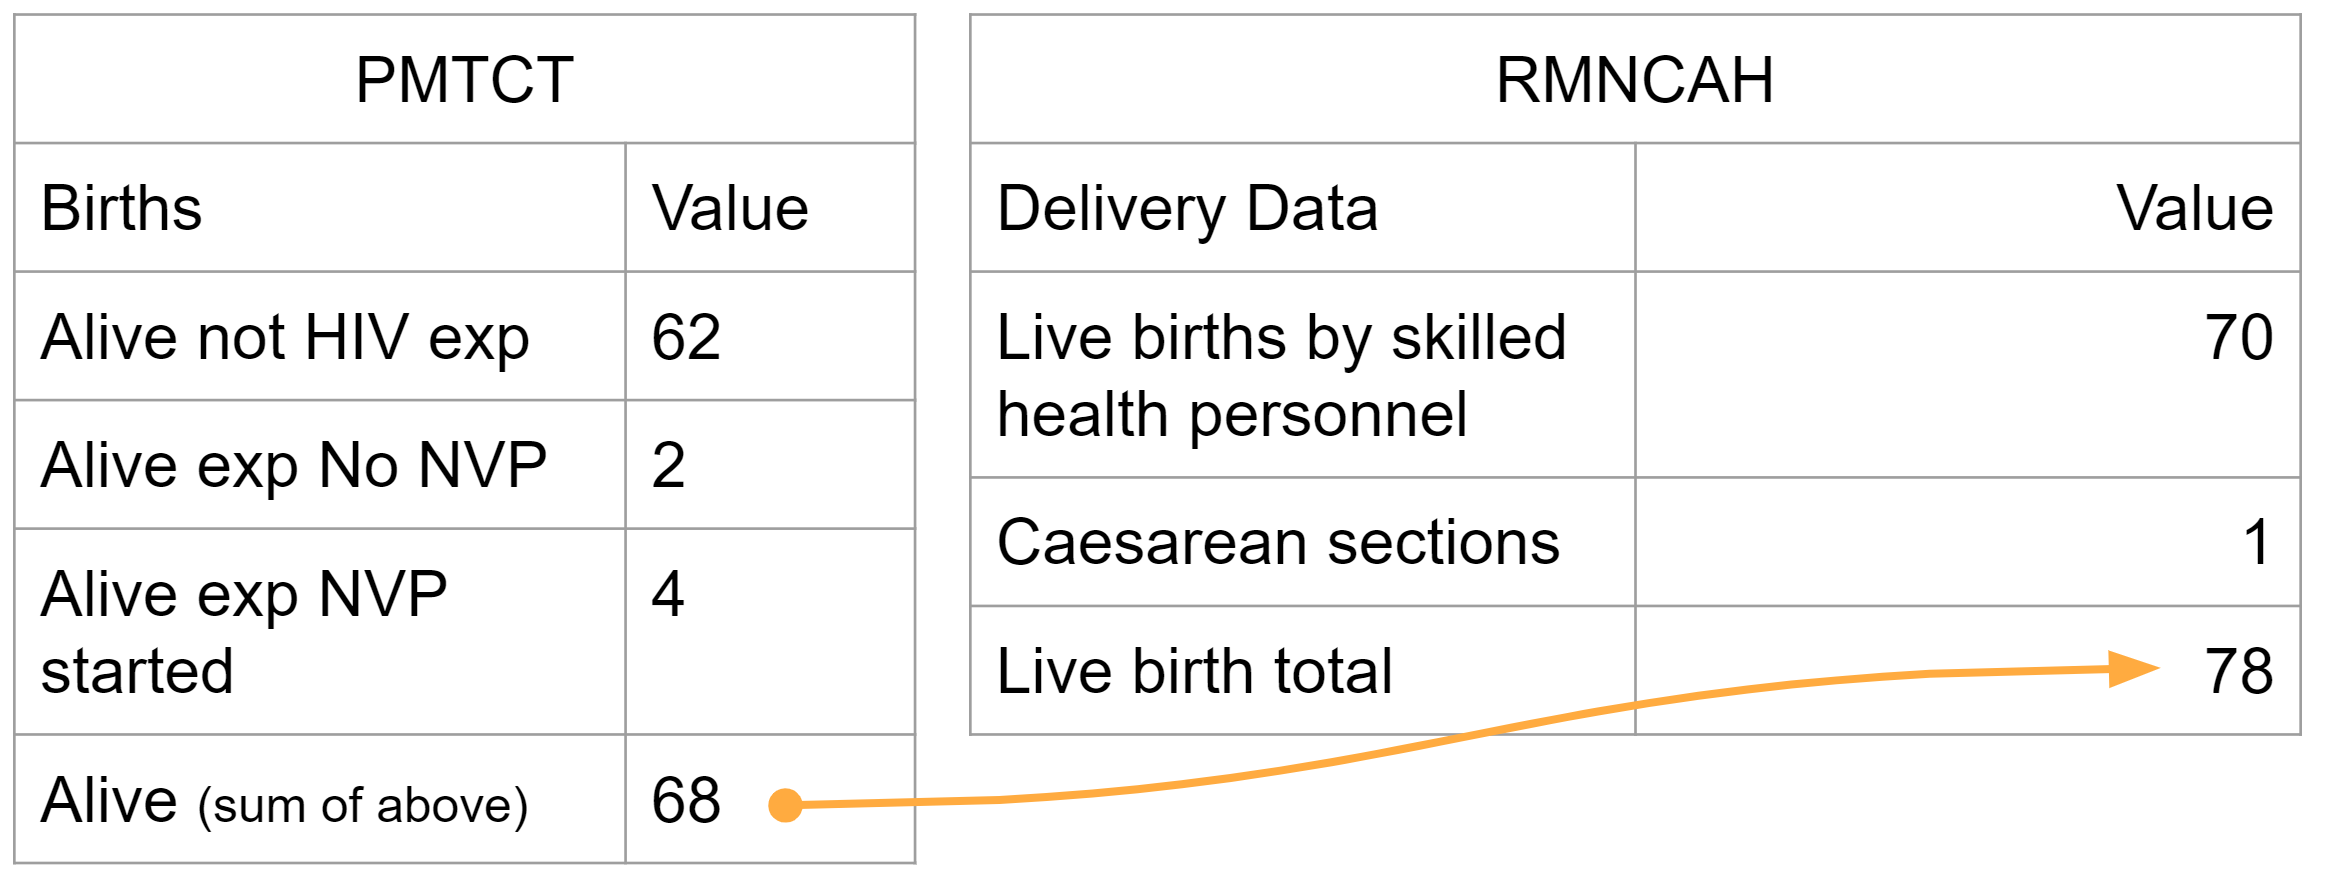 PMTCT
Births Value
Alive not HIV exp 62
Alive exp No NVP 2
Alive exp NVP 4
started
Alive (sum of above) 68
RMNCAH
Delivery Data Value
Live births by skilled 70
health personnel
Caesarean sections 1
Live birth total 78